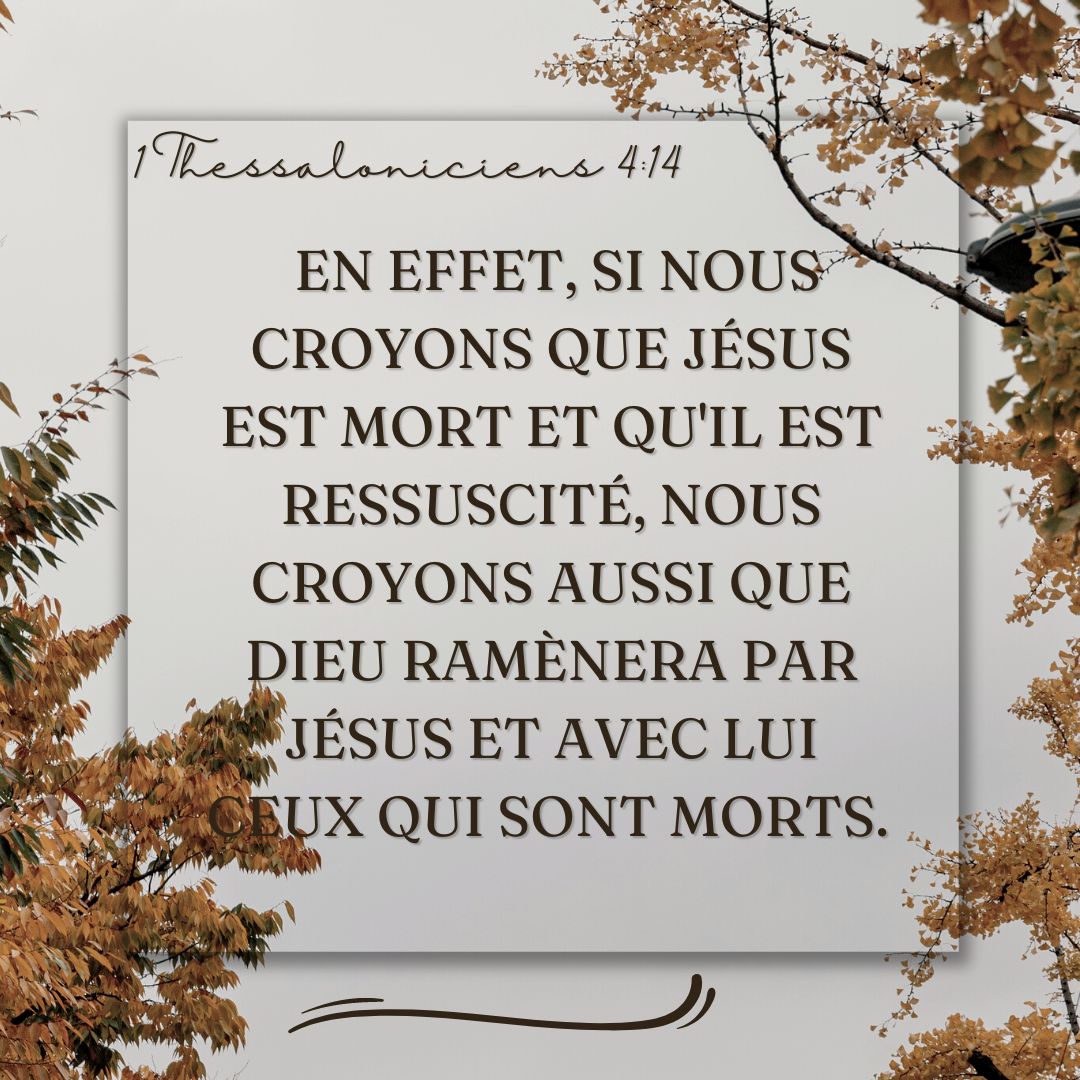 1 Thessaloniciens 4:14
EN EFFET, SI NOUS
CROYONS QUE JÉSUS
EST MORT ET QU'IL EST
RESSUSCITÉ, NOUS
CROYONS AUSSI QUE
DIEU RAMÈNERA PAR
JÉSUS ET AVEC LUI
CEUX QUI SONT MORTS.